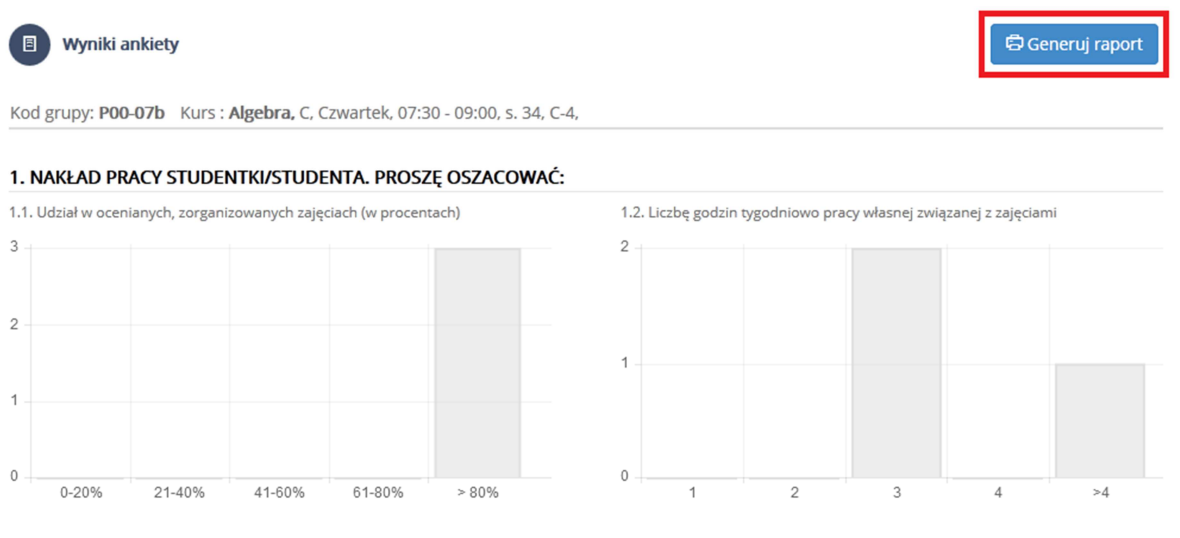 Wyniki ankiety
Generuj raport
Kod grupy: P00-07b Kurs : Algebra, C, Czwartek, 07:30 - 09:00, s. 34, C-4,
1. NAKŁAD PRACY STUDENTKI/STUDENTA. PROSZĘ OSZACOWAĆ:
1.1. Udział w ocenianych, zorganizowanych zajęciach (w procentach)
3
2
1
0
0-20% 21-40% 41-60% 61-80% > 80%
1.2. Liczbę godzin tygodniowo pracy własnej związanej z zajęciami
2
1
0
1 2 3 4 >4